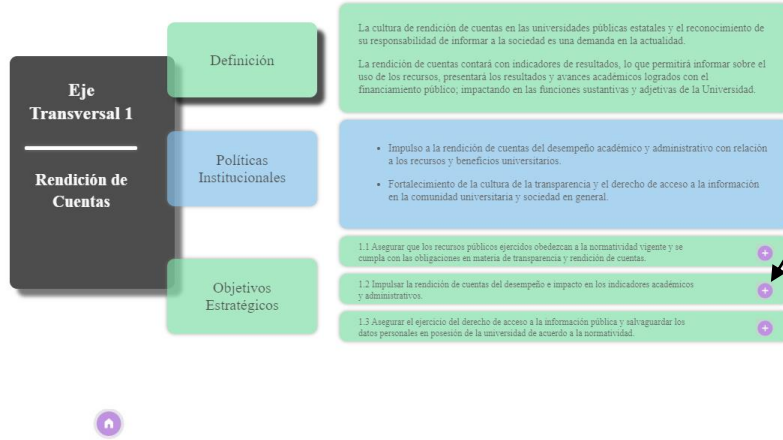 Eje
Transversal 1
Rendición de
Cuentas
Definición
La cultura de rendición de cuentas en las universidades públicas estatales y el reconocimiento de
su responsabilidad de informar a la sociedad es una demanda en la actualidad.
La rendición de cuentas contará con indicadores de resultados, lo que permitirá informar sobre el
uso de los recursos, presentará los resultados y avances académicos logrados con el
financiamiento público; impactando en las funciones sustantivas y adjetivas de la Universidad.
Políticas
Institucionales
• Impulso a la rendición de cuentas del desempeño académico y administrativo con relación
a los recursos y beneficios universitarios.
• Fortalecimiento de la cultura de la transparencia y el derecho de acceso a la información
en la comunidad universitaria y sociedad en general.
Objetivos
Estratégicos
1.1 Asegurar que los recursos públicos ejercidos obedezcan a la normatividad vigente y se
cumpla con las obligaciones en materia de transparencia y rendición de cuentas.
1.2 Impulsar la rendición de cuentas del desempeño e impacto en los indicadores académicos
y administrativos.
1.3 Asegurar el ejercicio del derecho de acceso a la información pública y salvaguardar los
datos personales en posesión de la universidad de acuerdo a la normatividad.